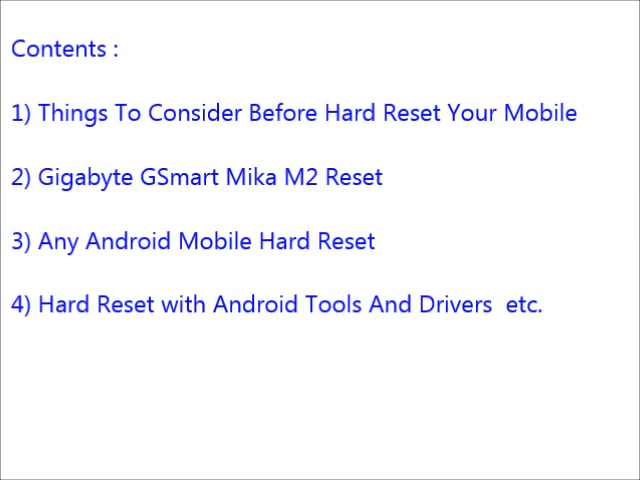 Contents :
1) Things To Consider Before Hard Reset Your Mobile
2) Gigabyte GSmart Mika M2 Reset
3) Any Android Mobile Hard Reset
4) Hard Reset with Android Tools And Drivers  etc.